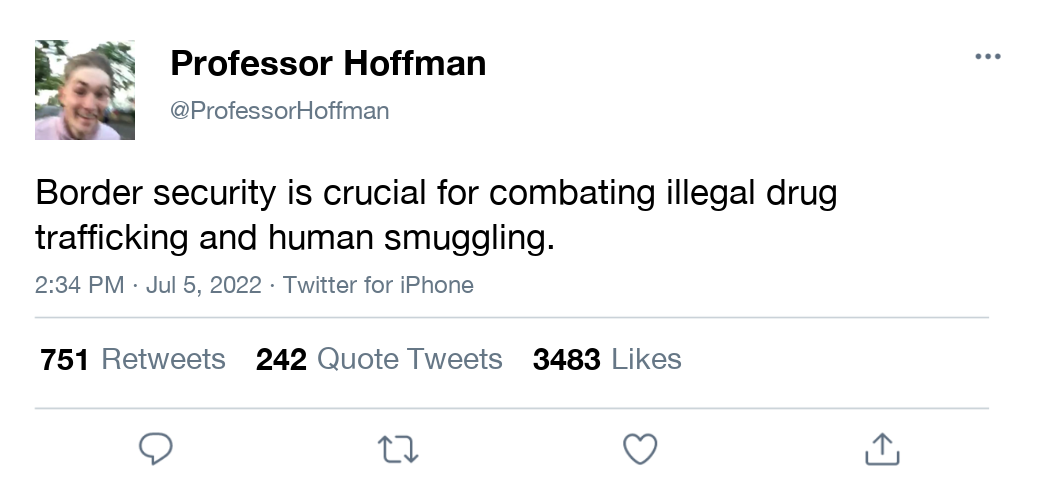 Professor Hoffman
@ProfessorHoffman
Border security is crucial for combating illegal drug
trafficking and human smuggling.
2:34 PM · Jul 5, 2022 · Twitter for iPhone
751 Retweets 242 Quote Tweets 3483 Likes